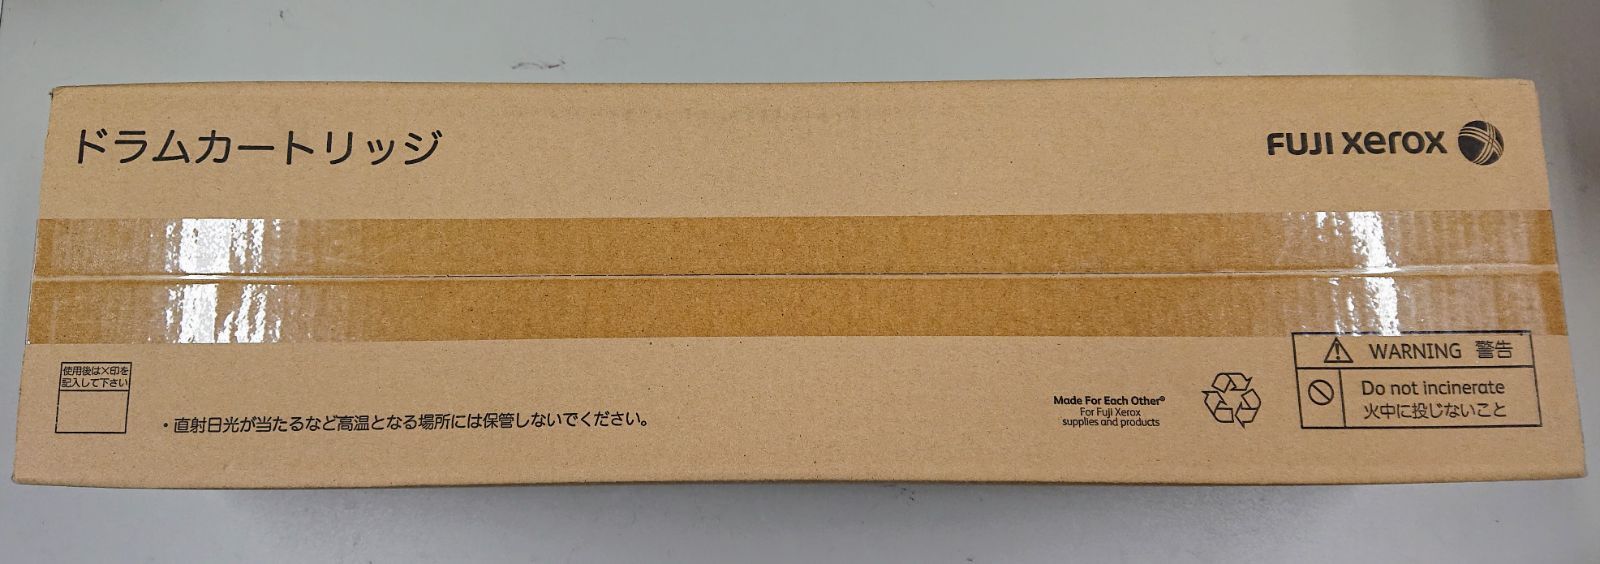 ドラムカートリッジ
FUJI xerox
使用後は×印を
記入して下さい
・直射日光が当たるなど高温となる場所には保管しないでください。
Made For Each Other®
For Fuji Xerox
supplies and products
WARNING 警告
Do not incinerate
火中に投じないこと